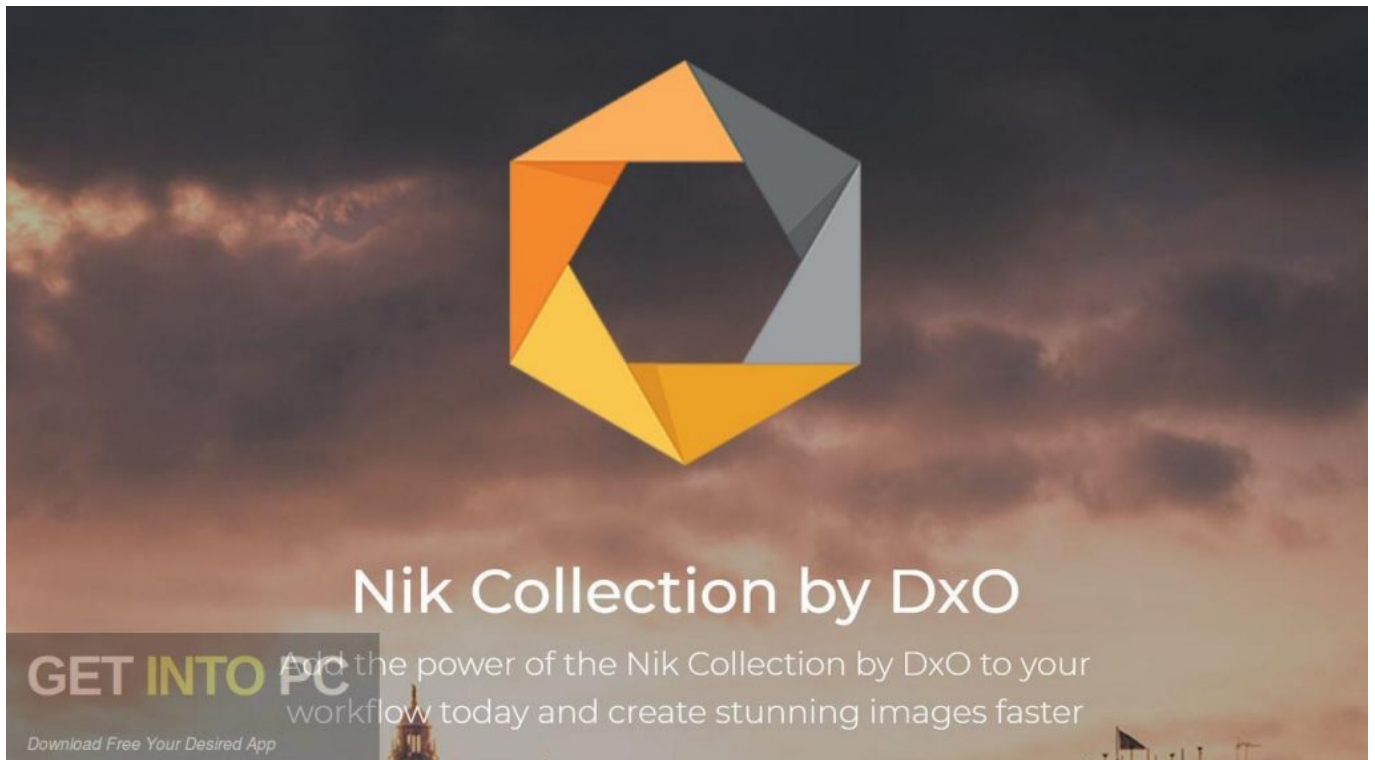 Nik Collection by DxO
Add the power of the Nik Collection by DxO to your
workflow today and create stunning images faster
GET INTO PC
Download Free Your Desired App